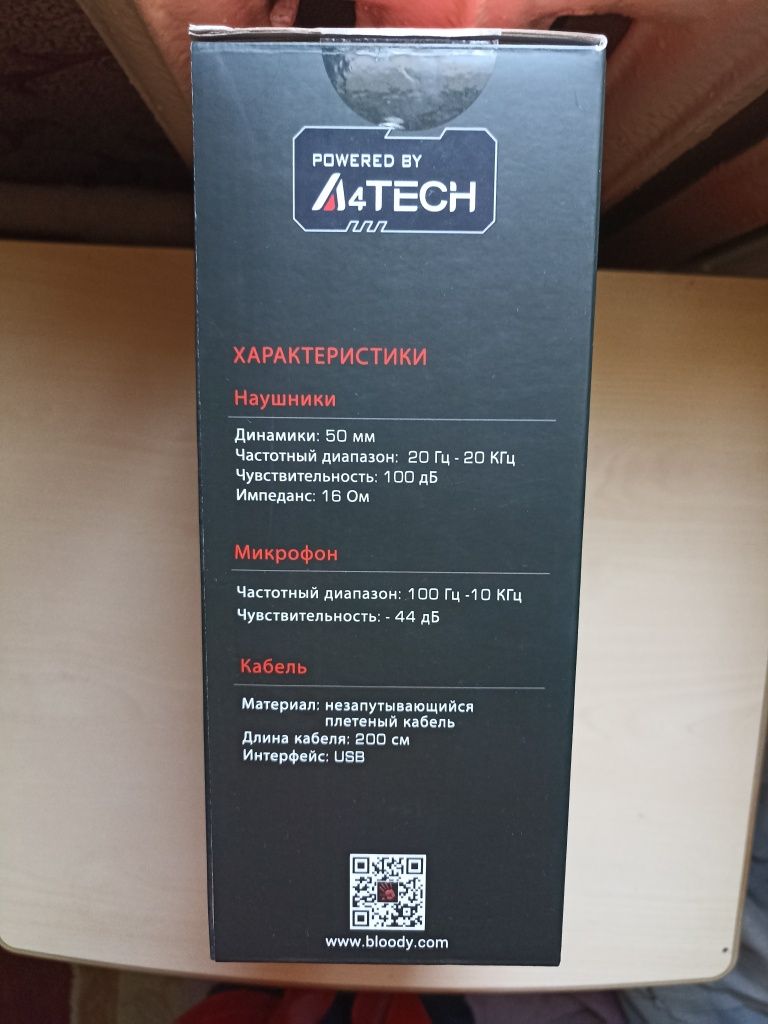 POWERED BY
A4TECH
ХАРАКТЕРИСТИКИ
Наушники
Динамики: 50 мм
Частотный диапазон: 20 Гц - 20 КГц
Чувствительность: 100 дБ
Импеданс: 16 Ом
Микрофон
Частотный диапазон: 100 Гц -10 КГц
Чувствительность: - 44 дБ
Кабель
Материал: незапутывающийся
плетеный кабель
Длина кабеля: 200 см
Интерфейс: USB
www.bloody.com